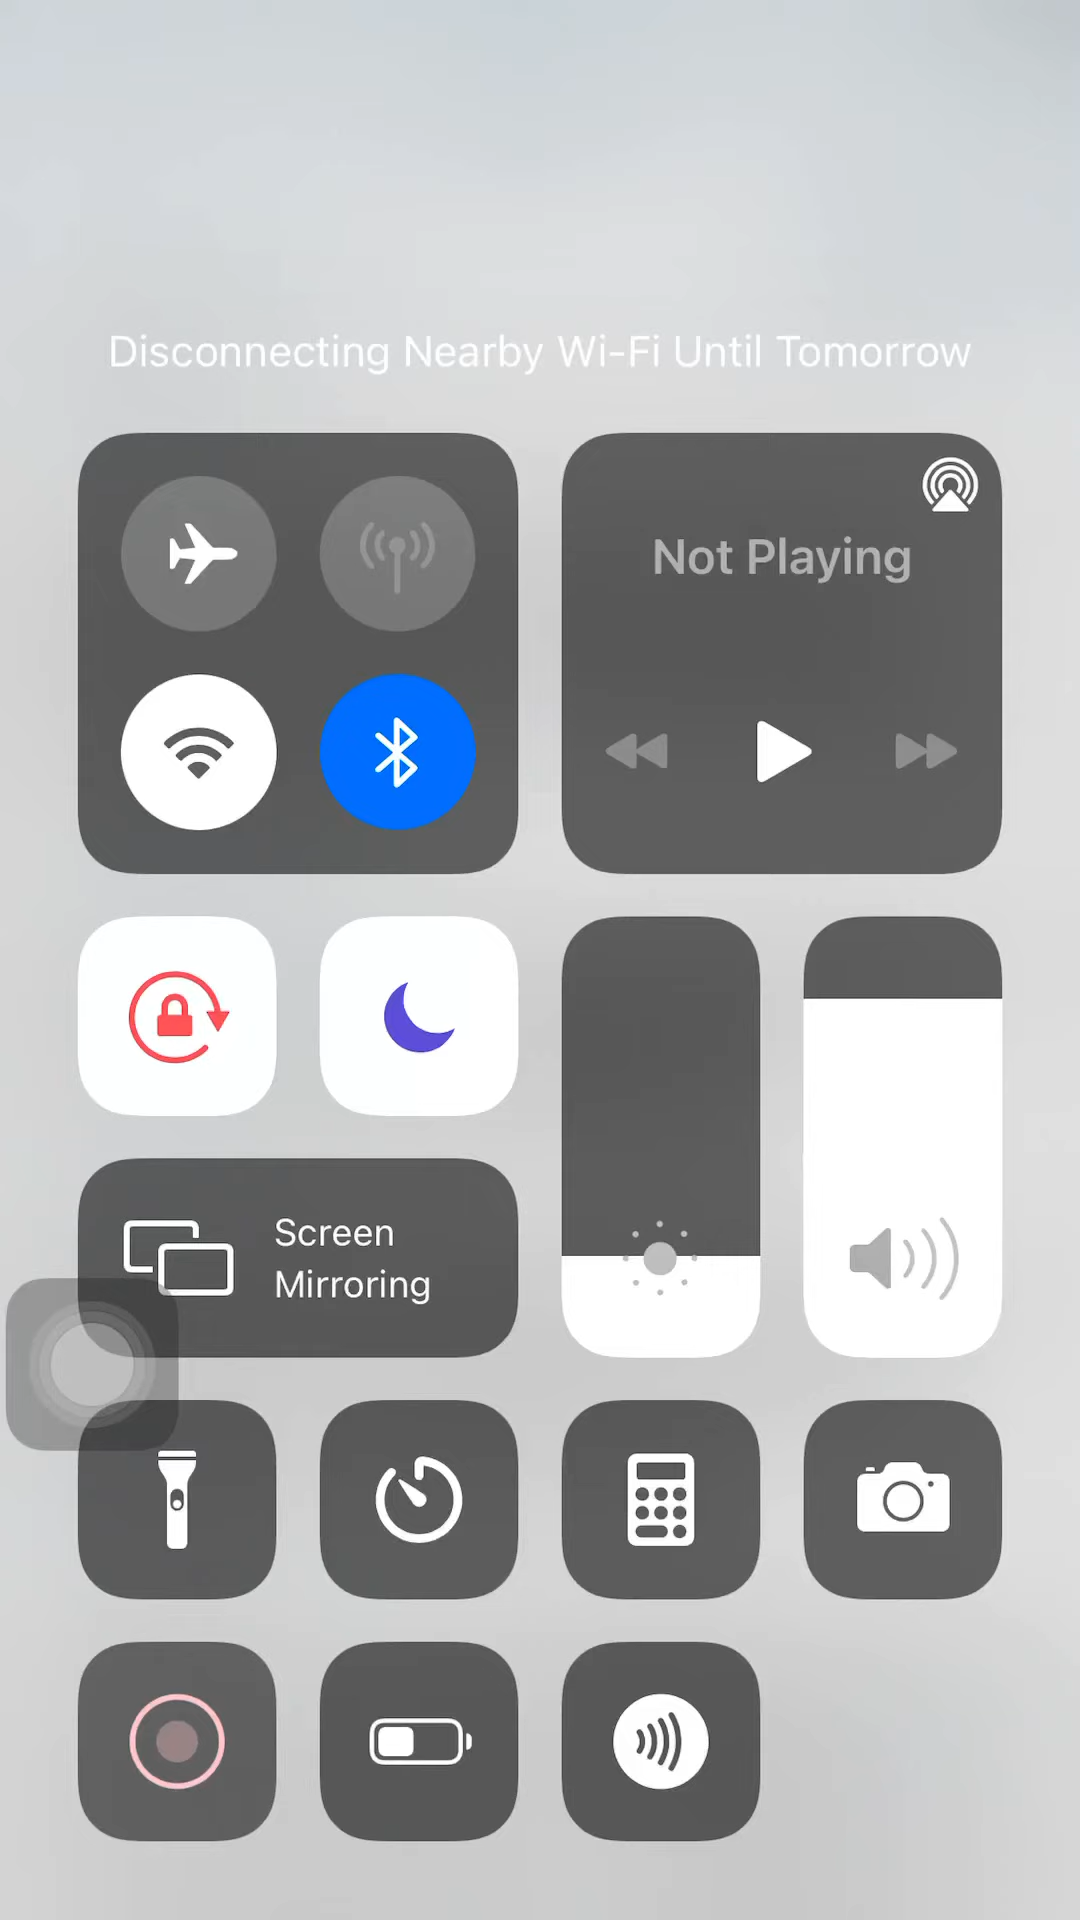 Disconnecting Nearby Wi-Fi Until Tomorrow
Not Playing
Screen
Mirroring